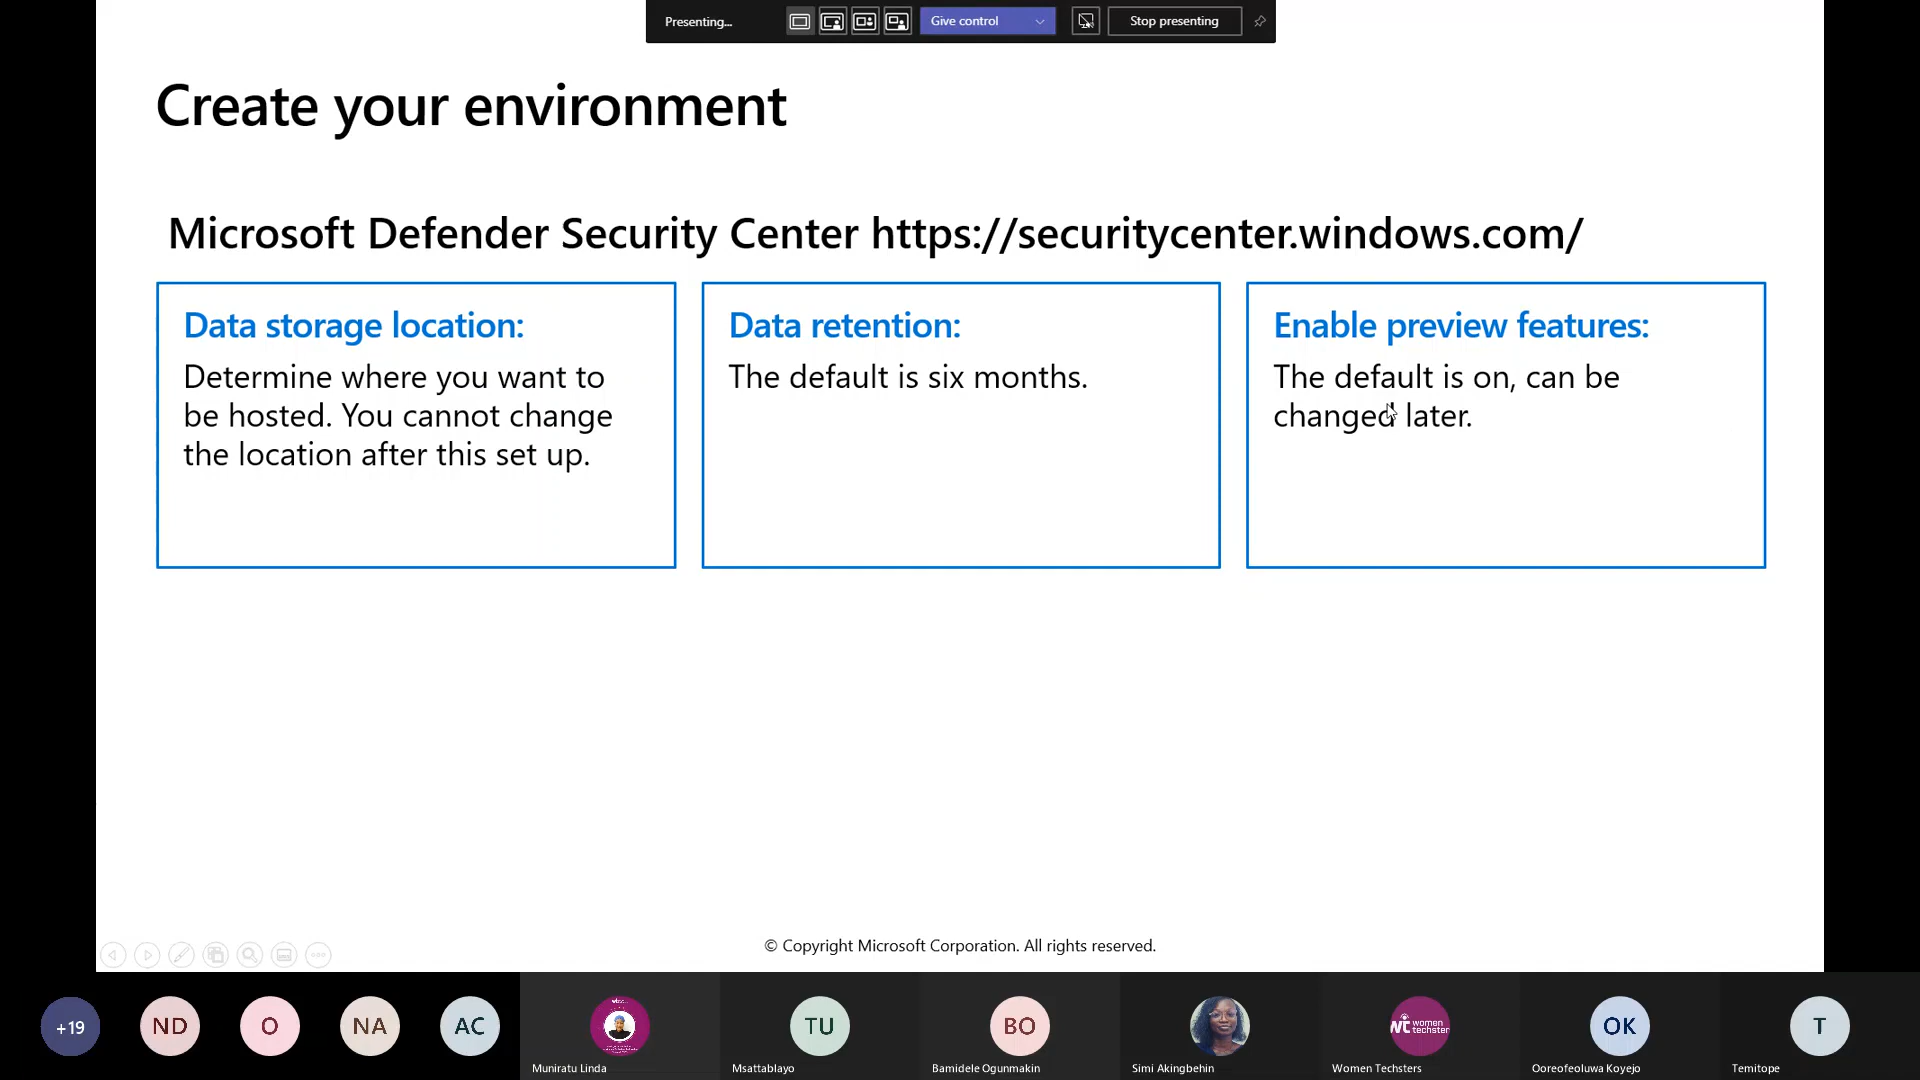 Presenting...
Give control
Stop presenting
Create your environment
Microsoft Defender Security Center https://securitycenter.windows.com/
Data storage location:
Determine where you want to
be hosted. You cannot change
the location after this set up.
Data retention:
The default is six months.
Enable preview features:
The default is on, can be
changed later.
© Copyright Microsoft Corporation. All rights reserved.
+19
ND
O
NA
AC
TU
BO
women
techsters
OK
T
Muniratu Linda
Msattablayo
Bamidele Ogunmakin
Simi Akingbehin
Women Techsters
Ooreofeoluwa Koyejo
Temitope